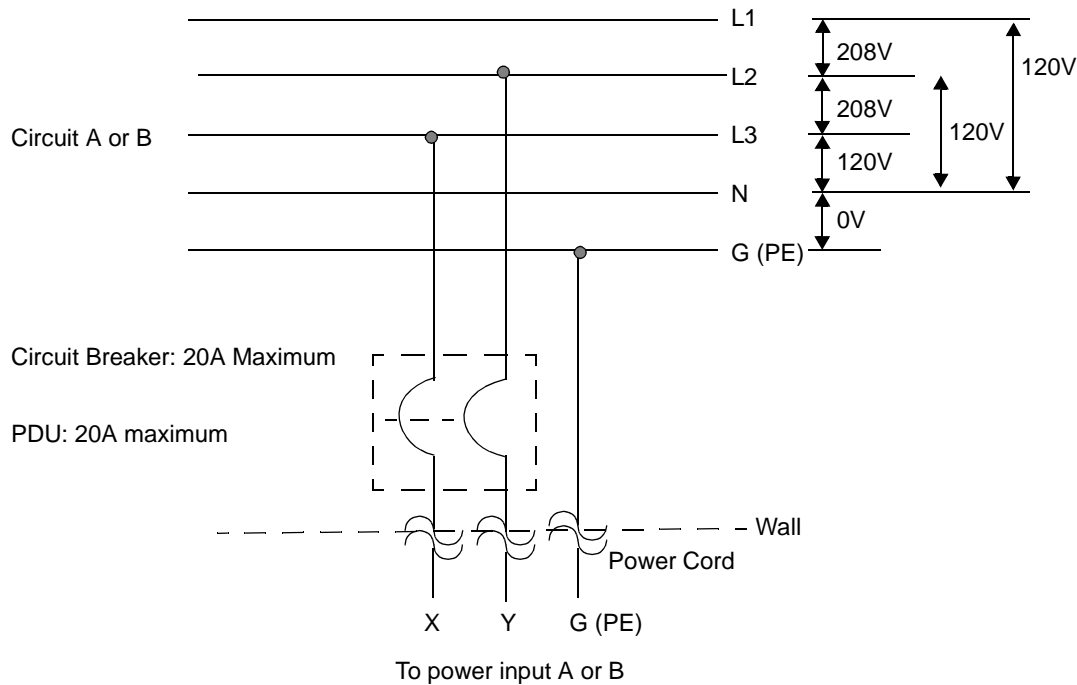 L1
208V
120V
L2
208V
120V
Circuit A or B
L3
120V
N
0V
G (PE)
Circuit Breaker: 20A Maximum
PDU: 20A maximum
Wall
Power Cord
X
Y
G (PE)
To power input A or B